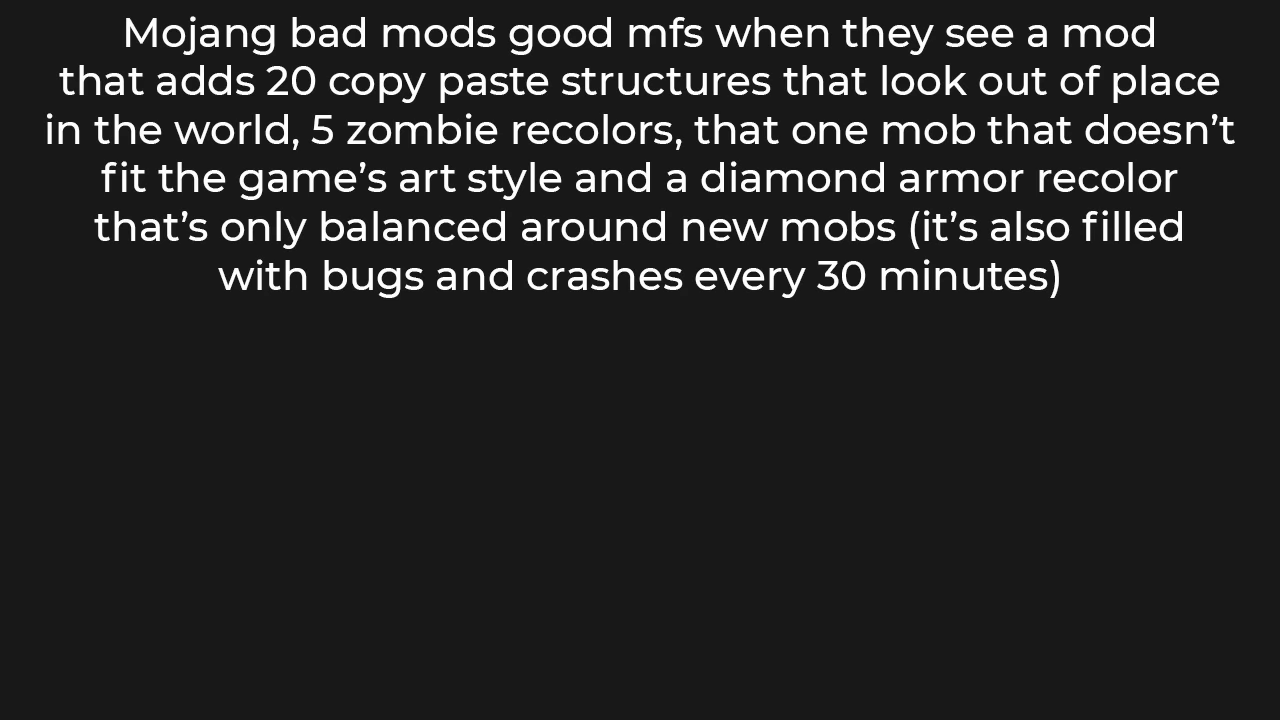 Mojang bad mods good mfs when they see a mod
that adds 20 copy paste structures that look out of place
in the world, 5 zombie recolors, that one mob that doesn’t
fit the game’s art style and a diamond armor recolor
that’s only balanced around new mobs (it’s also filled
with bugs and crashes every 30 minutes)